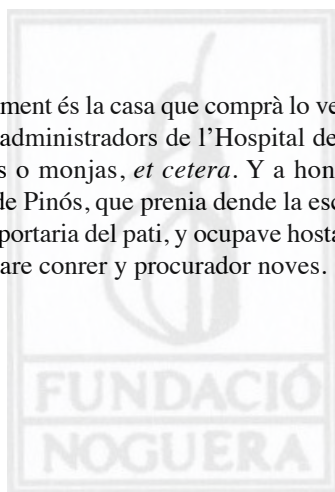 ment és la casa que comprà lo ve
administradors de l’Hospital de
s o monjas, et cetera. Y a hon
de Pinós, que prenia dende la esc
portaria del pati, y ocupave hosta
are conrer y procurador noves.
FUNDACIÓ
NOGUERA